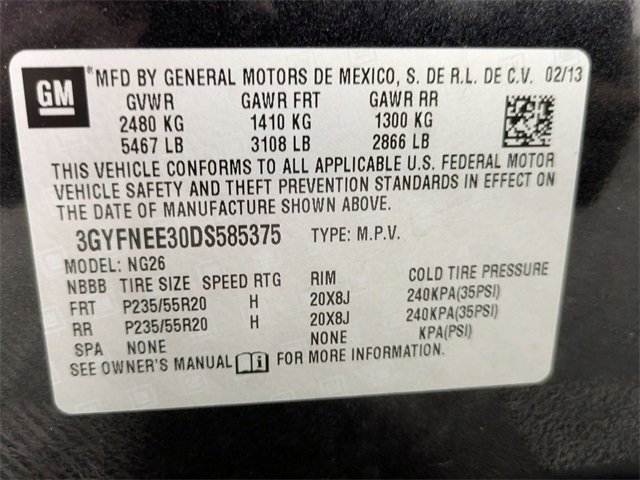 GM
® MFD BY GENERAL MOTORS DE MEXICO, S. DE R.L. DE C.V. 02/13
GVWR GAWR FRT GAWR RR
2480 KG 1410 KG 1300 KG
5467 LB 3108 LB 2866 LB
THIS VEHICLE CONFORMS TO ALL APPLICABLE U.S. FEDERAL MOTOR
VEHICLE SAFETY AND THEFT PREVENTION STANDARDS IN EFFECT ON
THE DATE OF MANUFACTURE SHOWN ABOVE.
3GYFNEE30DS585375 TYPE: M.P.V.
MODEL: NG26
NBBB TIRE SIZE SPEED RTG RIM COLD TIRE PRESSURE
FRT P235/55R20 H 20X8J 240KPA(35PSI)
RR P235/55R20 H 20X8J 240KPA(35PSI)
SPA NONE NONE KPA(PSI)
SEE OWNER'S MANUAL i FOR MORE INFORMATION.